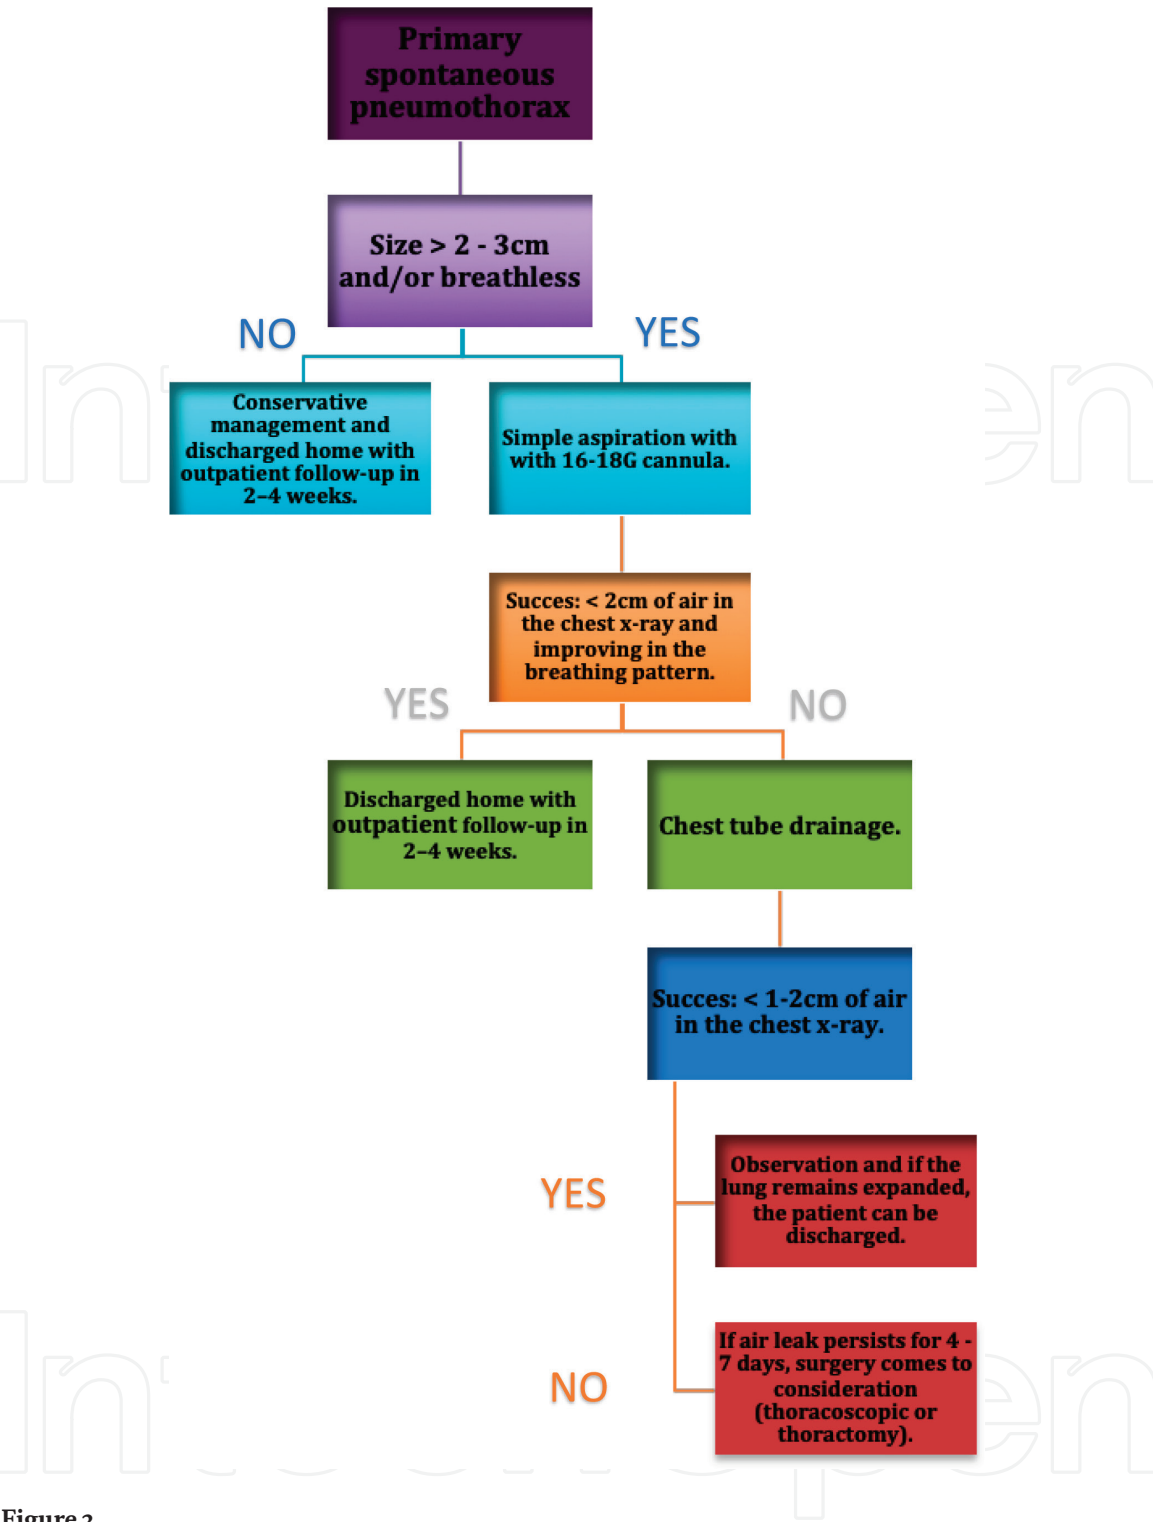 Primary
spontaneous
pneumothorax
Size > 2 - 3cm
and/or breathless
NO
YES
Conservative
management and
discharged home with
outpatient follow-up in
2–4 weeks.
Simple aspiration with
with 16-18G cannula.
Succes: < 2cm of air in
the chest x-ray and
improving in the
breathing pattern.
YES
NO
Discharged home with
outpatient follow-up in
2–4 weeks.
Chest tube drainage.
Succes: < 1-2cm of air
in the chest x-ray.
YES
Observation and if the
lung remains expanded,
the patient can be
discharged.
NO
If air leak persists for 4 -
7 days, surgery comes to
consideration
(thoracoscopic or
thoractomy).
Figure